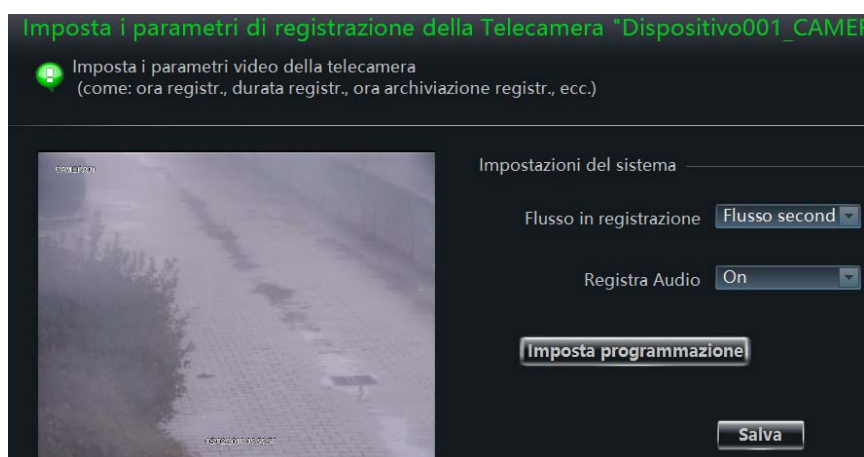 Imposta i parametri di registrazione della Telecamera "Dispositivo001_CAMER
Imposta i parametri video della telecamera
(come: ora registr., durata registr., ora archiviazione registr., ecc.)
Impostazioni del sistema
Flusso in registrazione
Flusso second
Registra Audio
On
Imposta programmazione
Salva